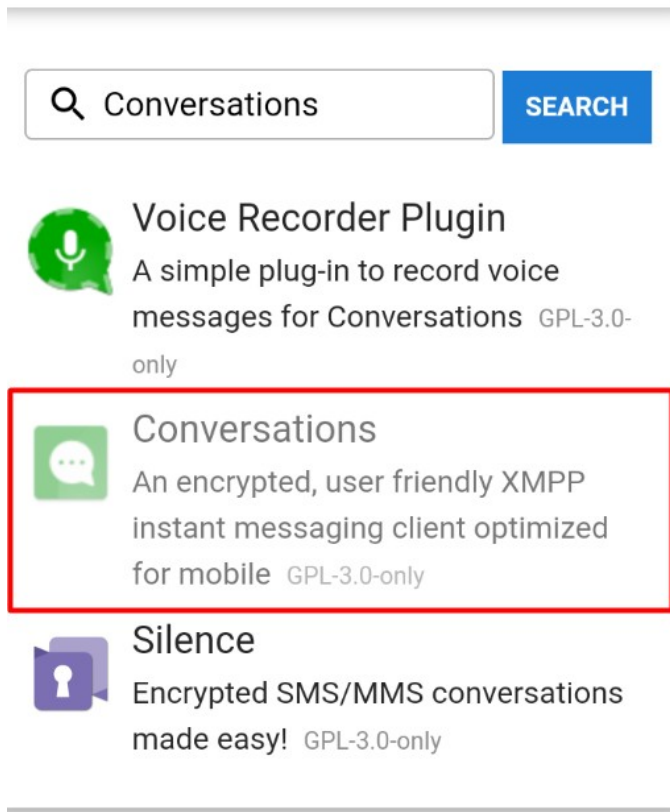 Conversations
SEARCH
Voice Recorder Plugin
A simple plug-in to record voice
messages for Conversations GPL-3.0-
only
Conversations
An encrypted, user friendly XMPP
instant messaging client optimized
for mobile GPL-3.0-only
Silence
Encrypted SMS/MMS conversations
made easy! GPL-3.0-only